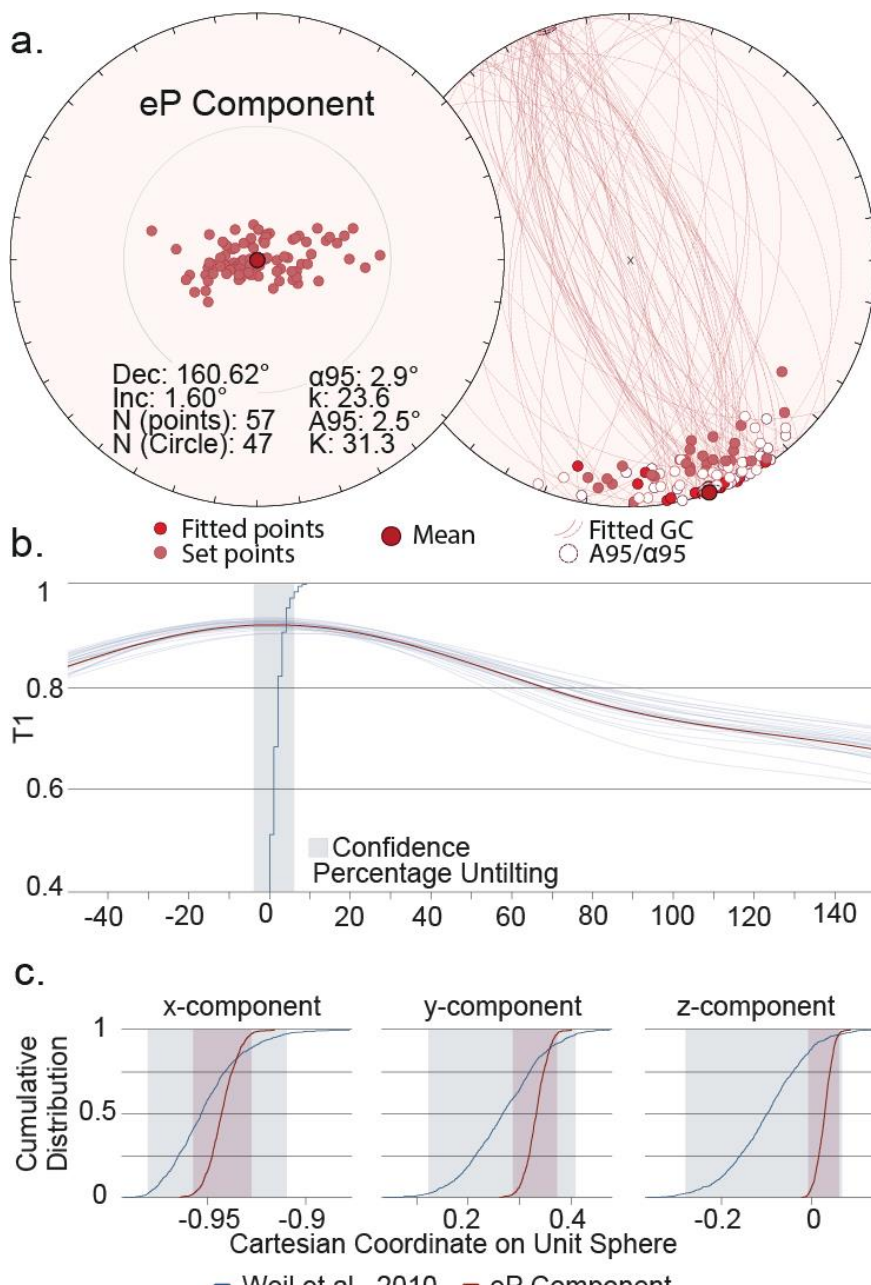 a.
eP Component
x
Dec: 160.62° α95: 2.9°
Inc: 1.60° k: 23.6
N (points): 57 A95: 2.5°
N (Circle): 47 K: 31.3
Fitted points Mean Fitted GC
Set points A95/α95
b.
1
0.8
T1
0.6
Confidence
Percentage Untilting
0.4
-40 -20 0 20 40 60 80 100 120 140
c.
x-component y-component z-component
Cumulative
Distribution
1
0.5
0
-0.95 -0.9 0.2 0.4 -0.2 0
Cartesian Coordinate on Unit Sphere
Weil et al., 2010 eP Component